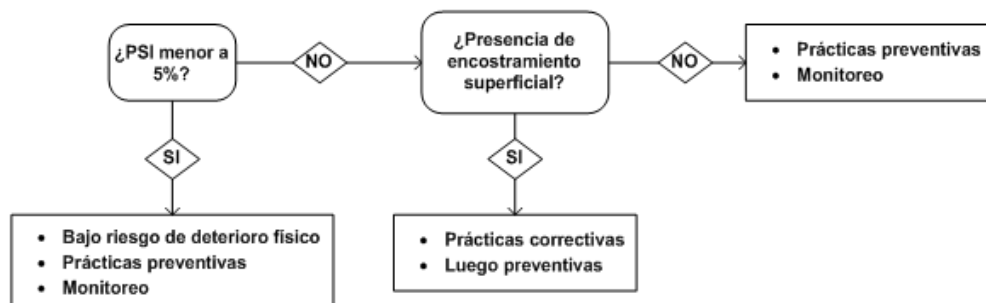 ¿PSI menor a
5%?
NO
¿Presencia de
encostramiento
superficial?
NO
• Prácticas preventivas
• Monitoreo
SI
SI
• Bajo riesgo de deterioro físico
• Prácticas preventivas
• Monitoreo
• Prácticas correctivas
• Luego preventivas